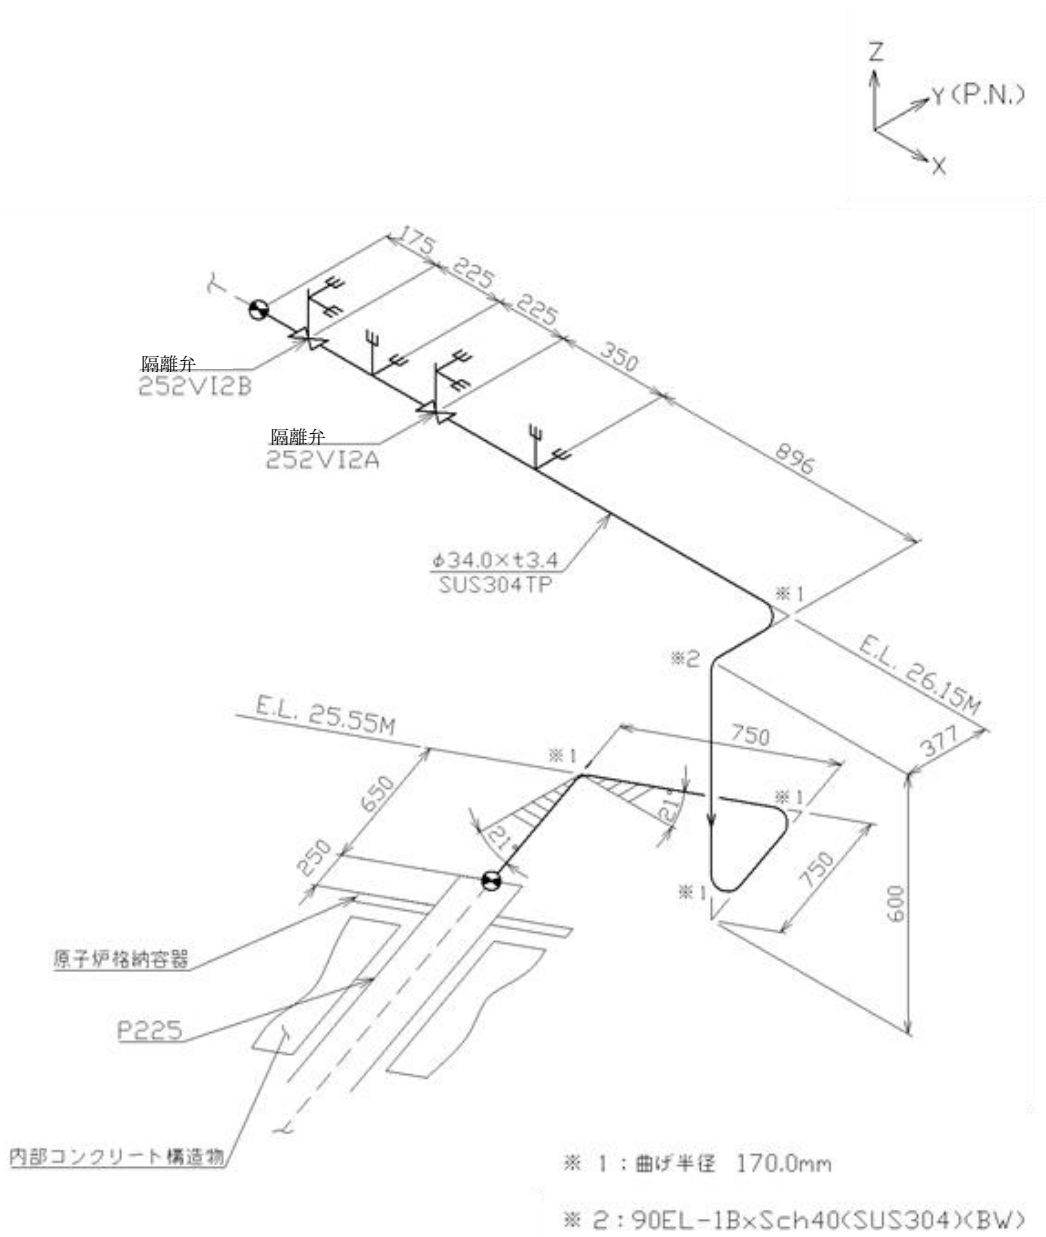 Z
Y(P.N.)
X
175
225
225
350
896
隔離弁
252VI2B
隔離弁
252VI2A
φ34.0×t3.4
SUS304TP
※1
※2
E.L. 26.15M
377
E.L. 25.55M
※1
750
※1
650
21°
21°
250
750
※1
600
原子炉格納容器
P225
内部コンクリート構造物
※ 1：曲げ半径 170.0mm
※ 2：90EL-1B×Sch40(SUS304)(BW)